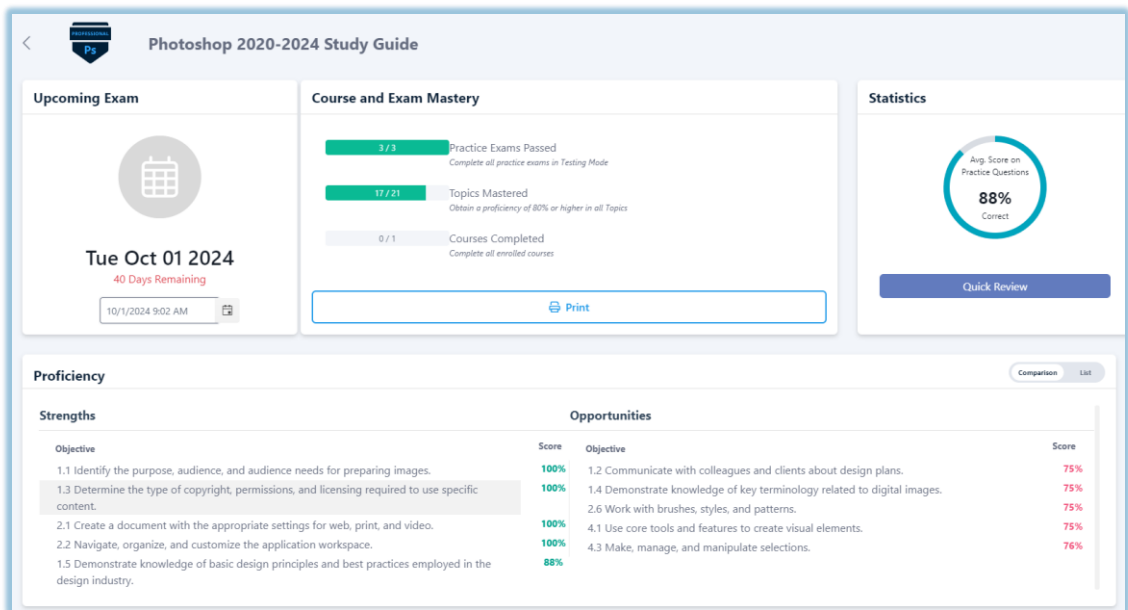 PROFESSIONAL
Ps
Photoshop 2020-2024 Study Guide
Upcoming Exam
Tue Oct 01 2024
40 Days Remaining
10/1/2024 9:02 AM
Course and Exam Mastery
3 / 3
Practice Exams Passed
Complete all practice exams in Testing Mode
17 / 21
Topics Mastered
Obtain a proficiency of 80% or higher in all Topics
0 / 1
Courses Completed
Complete all enrolled courses
Print
Statistics
Avg. Score on
Practice Questions
88%
Correct
Quick Review
Proficiency
Comparison List
Strengths
Objective Score
1.1 Identify the purpose, audience, and audience needs for preparing images. 100%
1.3 Determine the type of copyright, permissions, and licensing required to use specific 100%
content.
2.1 Create a document with the appropriate settings for web, print, and video. 100%
2.2 Navigate, organize, and customize the application workspace. 100%
1.5 Demonstrate knowledge of basic design principles and best practices employed in the 88%
design industry.
Opportunities
Objective Score
1.2 Communicate with colleagues and clients about design plans. 75%
1.4 Demonstrate knowledge of key terminology related to digital images. 75%
2.6 Work with brushes, styles, and patterns. 75%
4.1 Use core tools and features to create visual elements. 75%
4.3 Make, manage, and manipulate selections. 76%